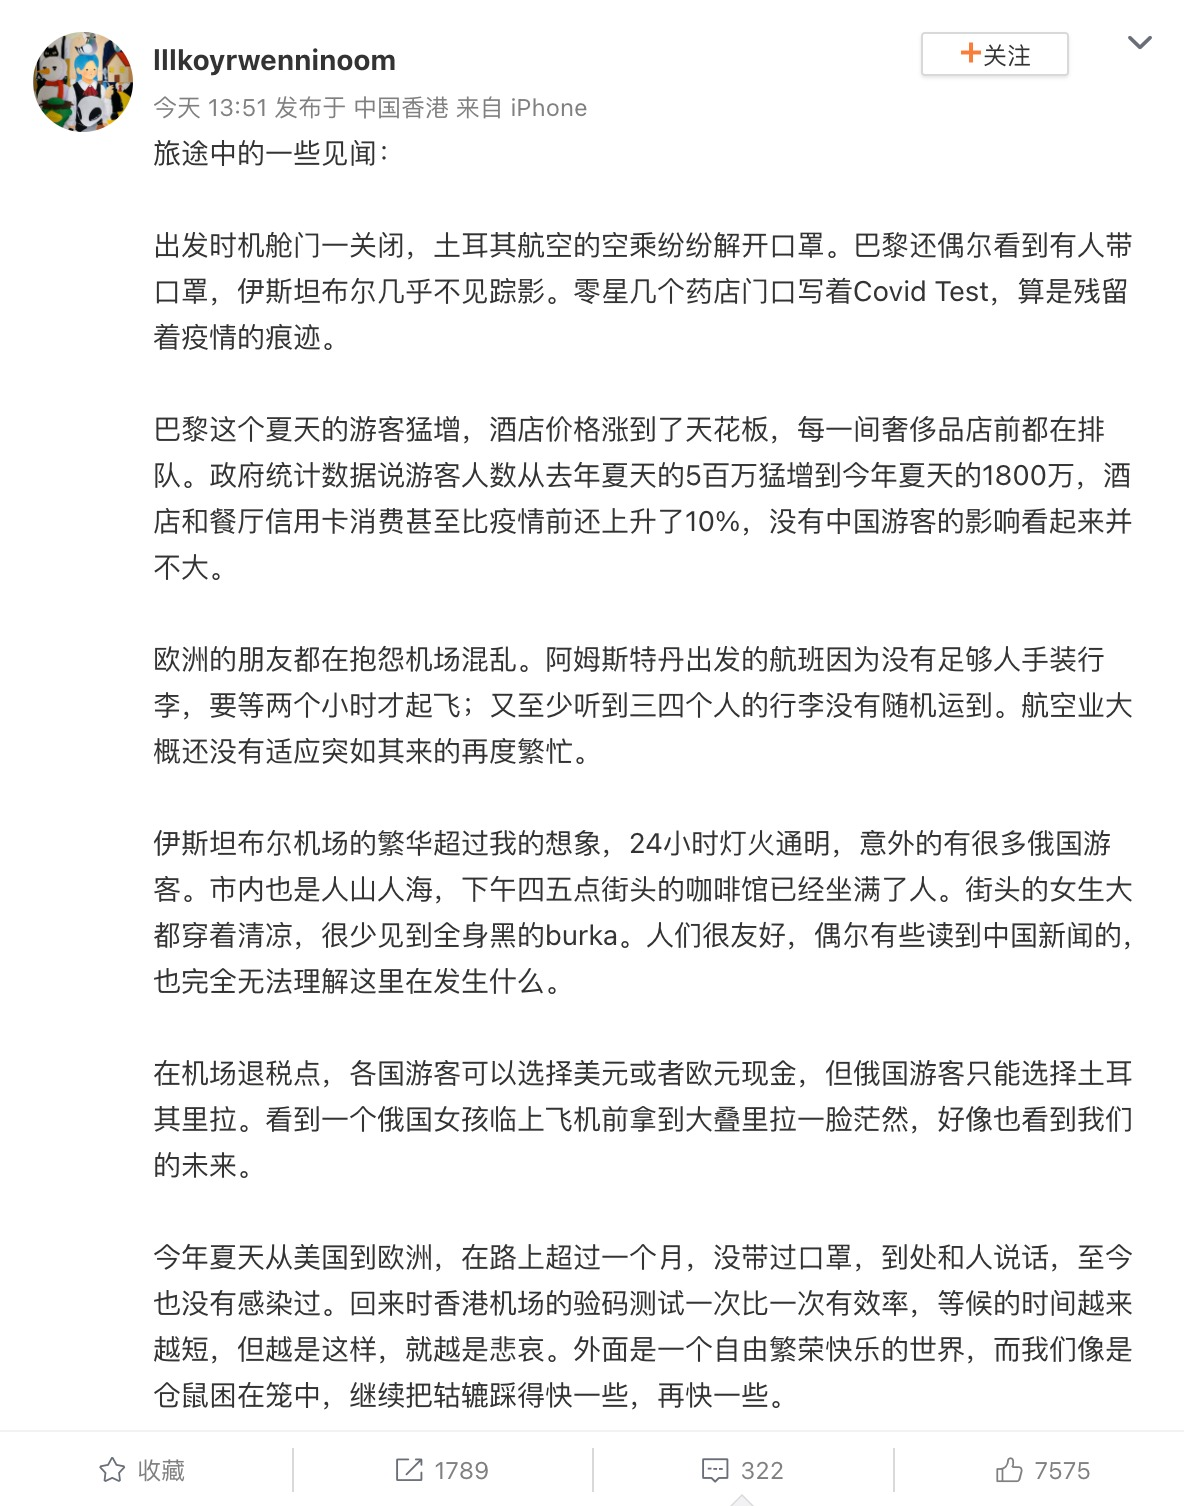 lllkoyrwenninoom
+关注
今天 13:51 发布于 中国香港 来自 iPhone
旅途中的一些见闻：
出发时机舱门一关闭，土耳其航空的空乘纷纷解开口罩。巴黎还偶尔看到有人带
口罩，伊斯坦布尔几乎不见踪影。零星几个药店门口写着Covid Test，算是残留
着疫情的痕迹。
巴黎这个夏天的游客猛增，酒店价格涨到了天花板，每一间奢侈品店前都在排
队。政府统计数据说游客人数从去年夏天的5百万猛增到今年夏天的1800万，酒
店和餐厅信用卡消费甚至比疫情前还上升了10%，没有中国游客的影响看起来并
不大。
欧洲的朋友都在抱怨机场混乱。阿姆斯特丹出发的航班因为没有足够人手装行
李，要等两个小时才起飞；又至少听到三四个人的行李没有随机运到。航空业大
概还没有适应突如其来的再度繁忙。
伊斯坦布尔机场的繁华超过我的想象，24小时灯火通明，意外的有很多俄国游
客。市内也是人山人海，下午四五点街头的咖啡馆已经坐满了人。街头的女生大
都穿着清凉，很少见到全身黑的burka。人们很友好，偶尔有些读到中国新闻的，
也完全无法理解这里在发生什么。
在机场退税点，各国游客可以选择美元或者欧元现金，但俄国游客只能选择土耳
其里拉。看到一个俄国女孩临上飞机前拿到大叠里拉一脸茫然，好像也看到我们
的未来。
今年夏天从美国到欧洲，在路上超过一个月，没带过口罩，到处和人说话，至今
也没有感染过。回来时香港机场的验码测试一次比一次有效率，等候的时间越来
越短，但越是这样，就越是悲哀。外面是一个自由繁荣快乐的世界，而我们像是
仓鼠困在笼中，继续把轱辘踩得快一些，再快一些。
收藏
1789
322
7575